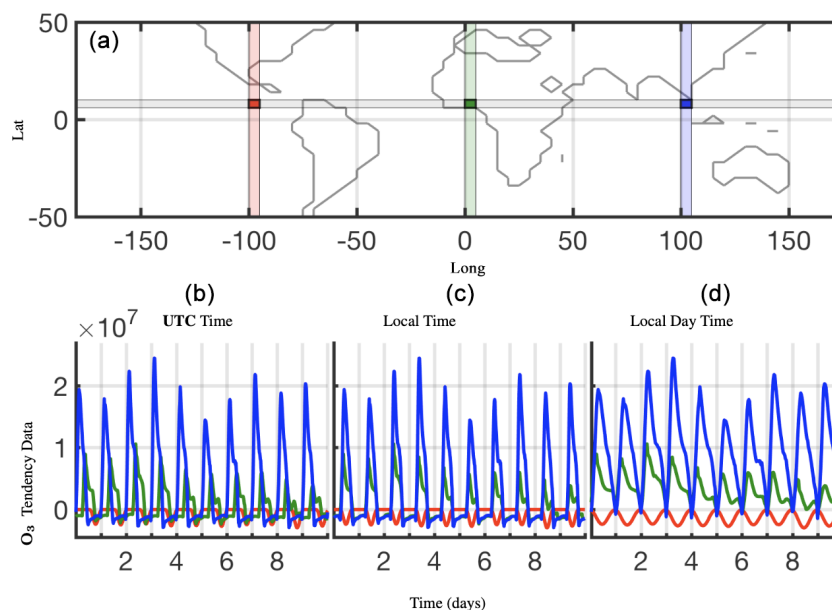 50
(a)
Lat
0
-50
-150 -100 -50 0 50 100 150
Long
(b) (c) (d)
×10⁷ UTC Time Local Time Local Day Time
2
1
0
O₃ Tendency Data
2 4 6 8 2 4 6 8 2 4 6 8
Time (days)